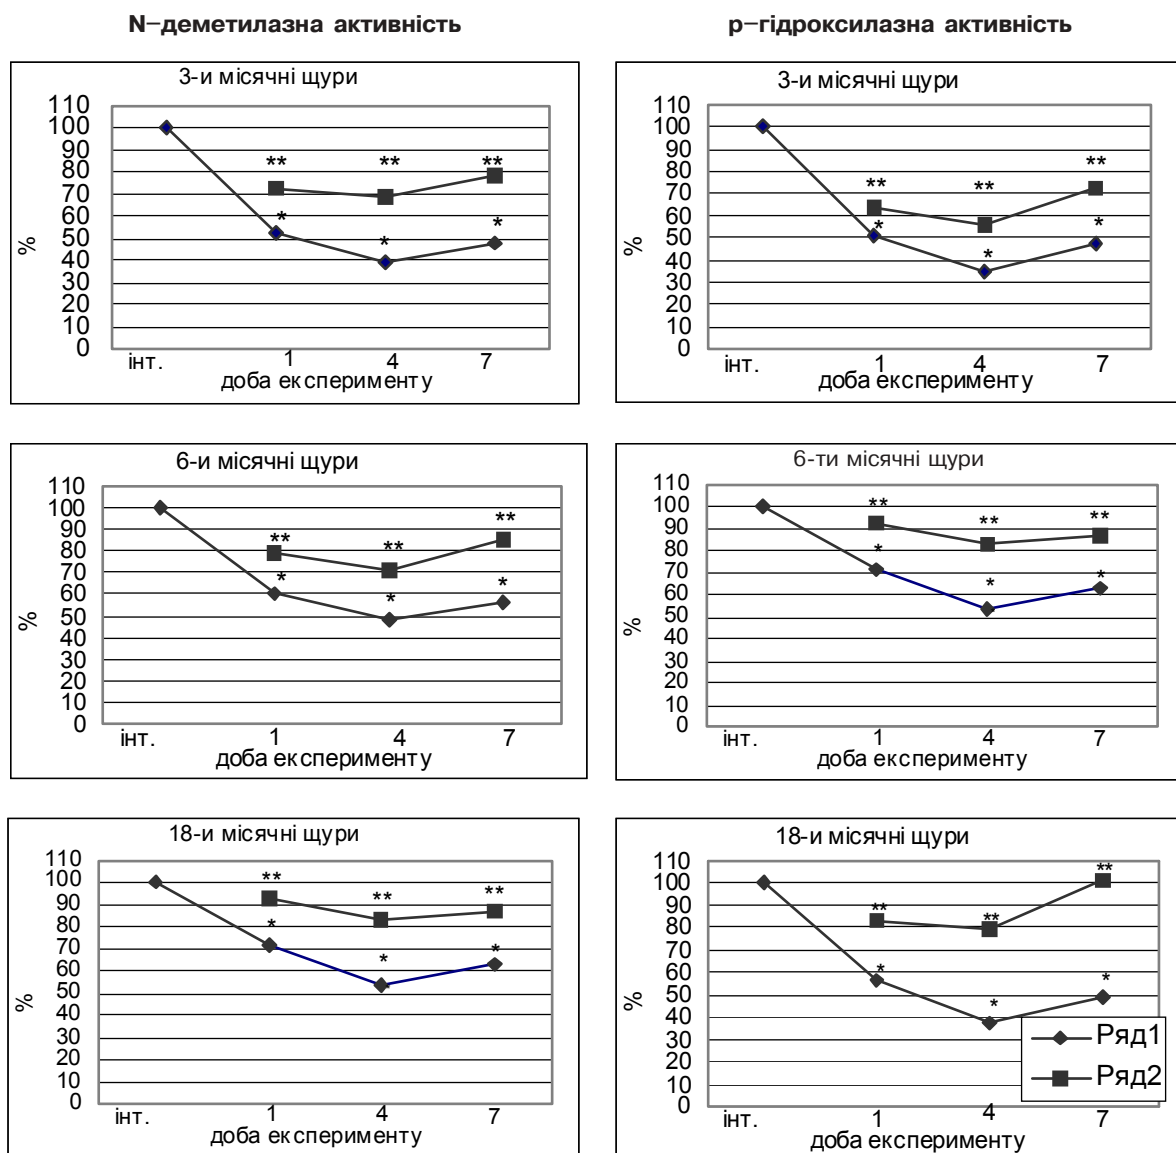 N–деметилазна активність
р–гідроксилазна активність
3-и місячні щури
110
100
90
80
70
60
50
40
30
20
10
0
%
** ** **
* * *
інт. 1 4 7
доба експерименту
3-и місячні щури
110
100
90
80
70
60
50
40
30
20
10
0
%
** ** **
* * *
інт. 1 4 7
доба експерименту
6-и місячні щури
110
100
90
80
70
60
50
40
30
20
10
0
%
** ** **
* * *
інт. 1 4 7
доба експерименту
6-ти місячні щури
110
100
90
80
70
60
50
40
30
20
10
0
%
** ** **
* * *
інт. 1 4 7
доба експерименту
18-и місячні щури
110
100
90
80
70
60
50
40
30
20
10
0
%
** ** **
* * *
інт. 1 4 7
доба експерименту
18-и місячні щури
110
100
90
80
70
60
50
40
30
20
10
0
%
** ** **
* * *
інт. 1 4 7
доба експерименту
Ряд1
Ряд2